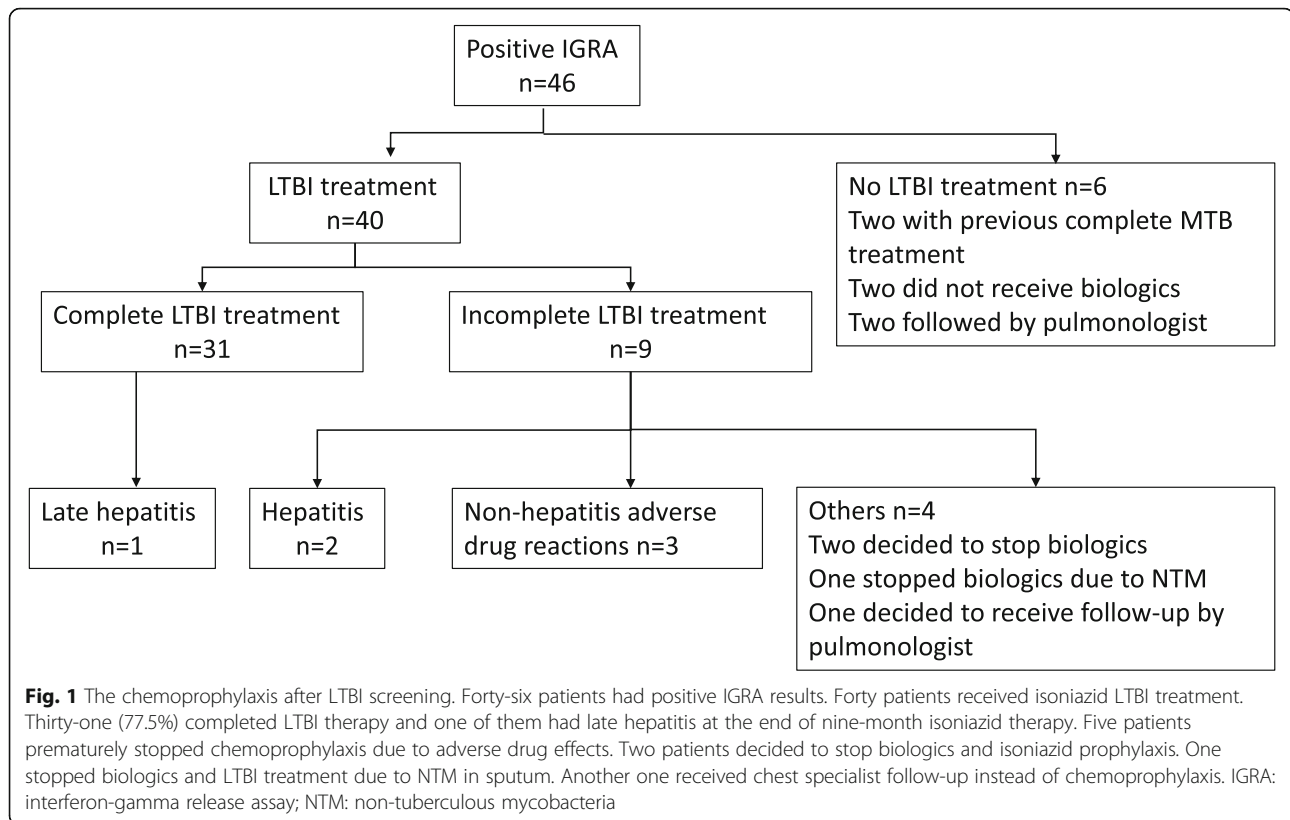 Positive IGRA
n=46
LTBI treatment
n=40
No LTBI treatment n=6
Two with previous complete MTB
treatment
Two did not receive biologics
Two followed by pulmonologist
Complete LTBI treatment
n=31
Incomplete LTBI treatment
n=9
Late hepatitis
n=1
Hepatitis
n=2
Non-hepatitis adverse
drug reactions n=3
Others n=4
Two decided to stop biologics
One stopped biologics due to NTM
One decided to receive follow-up by
pulmonologist
Fig. 1 The chemoprophylaxis after LTBI screening. Forty-six patients had positive IGRA results. Forty patients received isoniazid LTBI treatment.
Thirty-one (77.5%) completed LTBI therapy and one of them had late hepatitis at the end of nine-month isoniazid therapy. Five patients
prematurely stopped chemoprophylaxis due to adverse drug effects. Two patients decided to stop biologics and isoniazid prophylaxis. One
stopped biologics and LTBI treatment due to NTM in sputum. Another one received chest specialist follow-up instead of chemoprophylaxis. IGRA:
interferon-gamma release assay; NTM: non-tuberculous mycobacteria